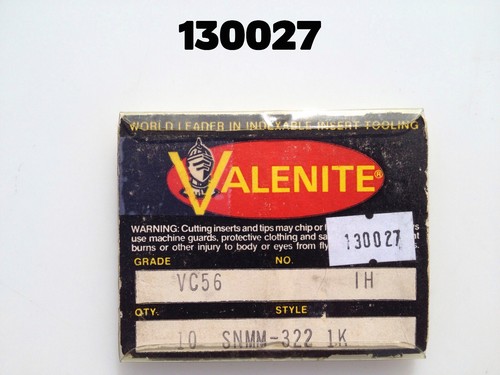 130027
WORLD LEADER IN INDEXABLE INSERT TOOLING
VALENITE®
WARNING: Cutting inserts and tips may chip or
use machine guards, protective clothing and
burns or other injury to body or eyes from
130027
GRADE NO.
VC56 1H
QTY. STYLE
10 SNMM-322 1K